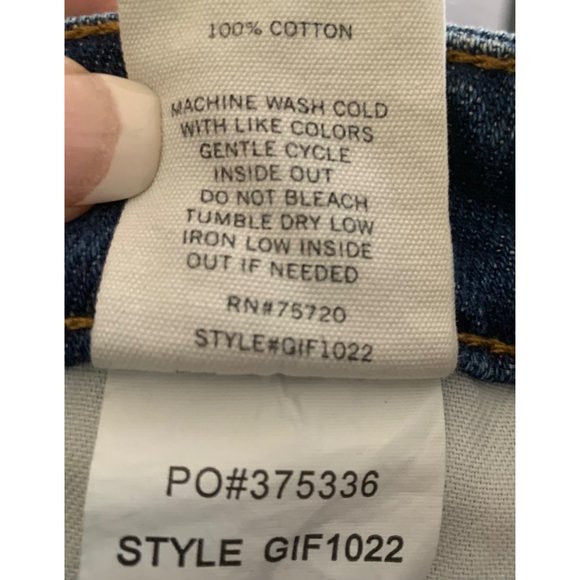 100% COTTON
MACHINE WASH COLD
WITH LIKE COLORS
GENTLE CYCLE
INSIDE OUT
DO NOT BLEACH
TUMBLE DRY LOW
IRON LOW INSIDE
OUT IF NEEDED
RN#75720
STYLE#GIF1022
PO#375336
STYLE GIF1022